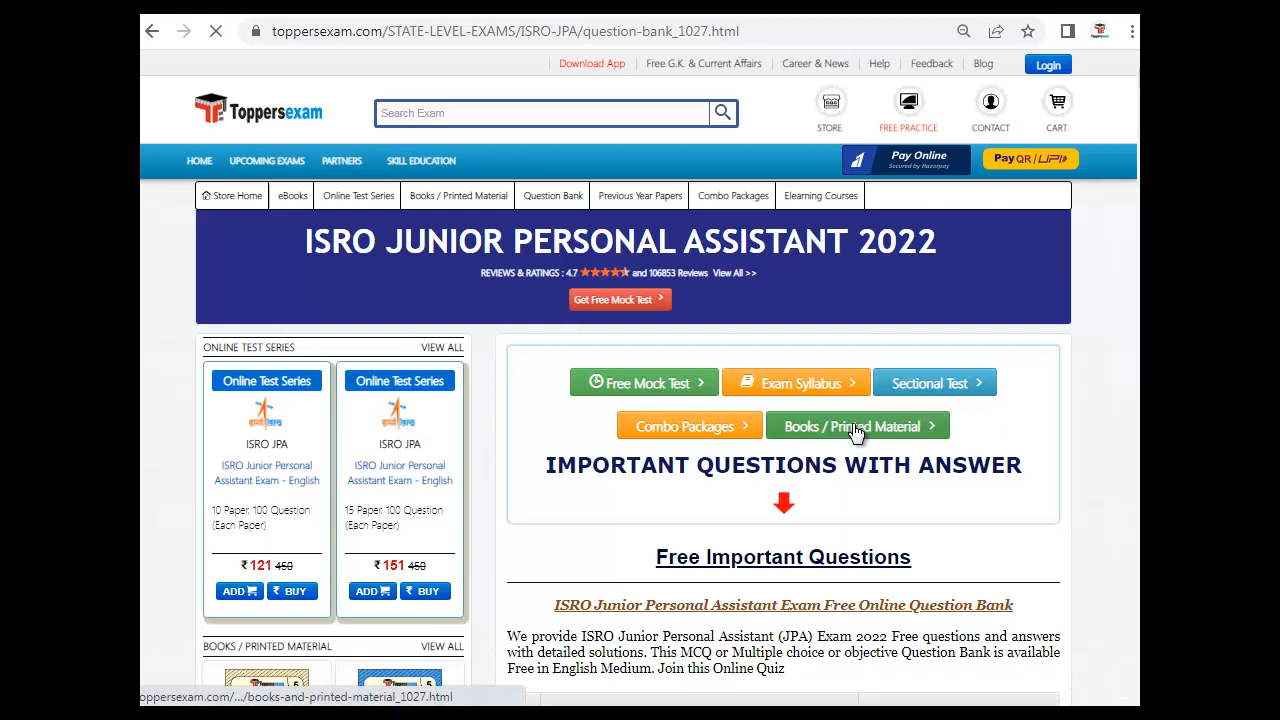 toppersexam.com/STATE-LEVEL-EXAMS/ISRO-JPA/question-bank_1027.html
Download App Free G.K. & Current Affairs Career & News Help Feedback Blog Login
Toppersexam
Search Exam
STORE FREE PRACTICE CONTACT CART
HOME UPCOMING EXAMS PARTNERS SKILL EDUCATION
Pay Online
Secured by Razorpay
Pay QR / UPI
Store Home eBooks Online Test Series Books / Printed Material Question Bank Previous Year Papers Combo Packages Elearning Courses
ISRO JUNIOR PERSONAL ASSISTANT 2022
REVIEWS & RATINGS : 4.7 and 106853 Reviews View All >>
Get Free Mock Test
ONLINE TEST SERIES VIEW ALL
Online Test Series
ISRO JPA
ISRO Junior Personal
Assistant Exam - English
10 Paper, 100 Question
(Each Paper)
₹ 121 450
ADD ₹ BUY
Online Test Series
ISRO JPA
ISRO Junior Personal
Assistant Exam - English
15 Paper, 100 Question
(Each Paper)
₹ 151 450
ADD ₹ BUY
BOOKS / PRINTED MATERIAL VIEW ALL
Free Mock Test Exam Syllabus Sectional Test
Combo Packages Books / Printed Material
IMPORTANT QUESTIONS WITH ANSWER
Free Important Questions
ISRO Junior Personal Assistant Exam Free Online Question Bank
We provide ISRO Junior Personal Assistant (JPA) Exam 2022 Free questions and answers
with detailed solutions. This MCQ or Multiple choice or objective Question Bank is available
Free in English Medium. Join this Online Quiz
toppersexam.com/.../books-and-printed-material_1027.html